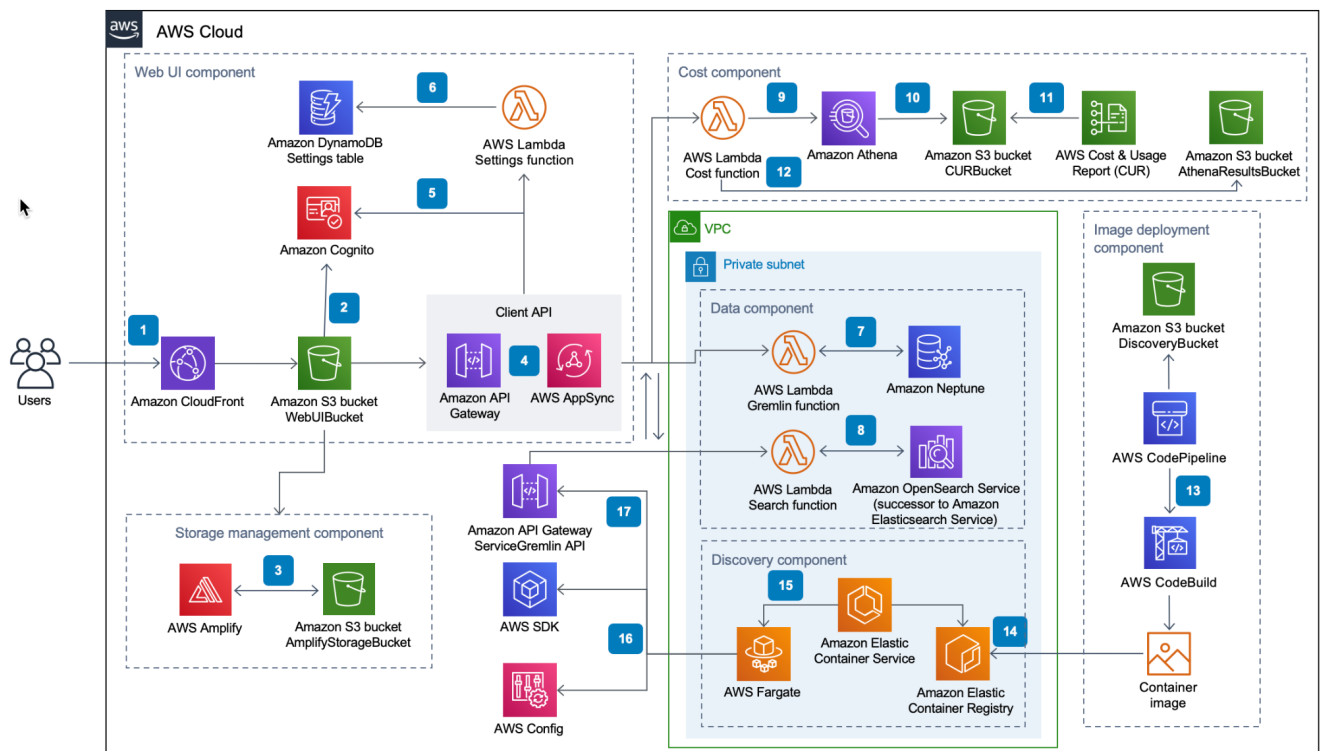 aws
AWS Cloud
Web UI component
6
Amazon DynamoDB
Settings table
AWS Lambda
Settings function
5
Amazon Cognito
2
1
Client API
4
Users
Amazon CloudFront
Amazon S3 bucket
WebUIBucket
Amazon API
Gateway
AWS AppSync
Storage management component
3
AWS Amplify
Amazon S3 bucket
AmplifyStorageBucket
Amazon API Gateway
ServiceGremlin API
17
AWS SDK
16
AWS Config
Cost component
9
10
11
AWS Lambda
Cost function
Amazon Athena
Amazon S3 bucket
CURBucket
AWS Cost & Usage
Report (CUR)
Amazon S3 bucket
AthenaResultsBucket
12
VPC
Private subnet
Data component
7
AWS Lambda
Gremlin function
Amazon Neptune
8
AWS Lambda
Search function
Amazon OpenSearch Service
(successor to Amazon
Elasticsearch Service)
Discovery component
15
Amazon Elastic
Container Service
14
AWS Fargate
Amazon Elastic
Container Registry
Image deployment
component
Amazon S3 bucket
DiscoveryBucket
AWS CodePipeline
13
AWS CodeBuild
Container
image